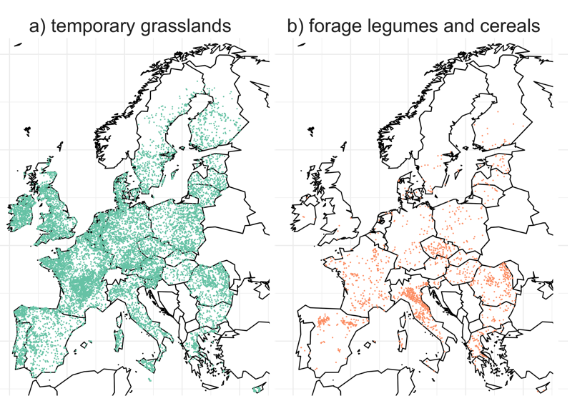 a) temporary grasslands
b) forage legumes and cereals